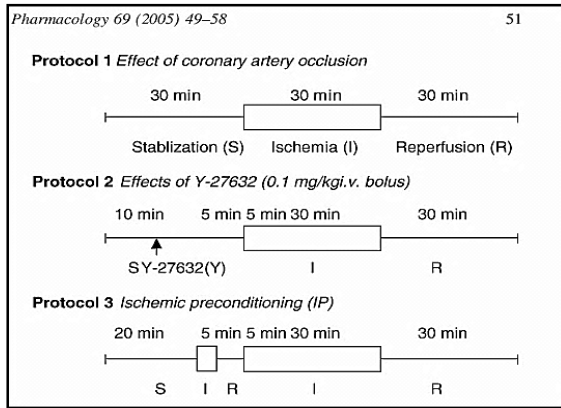 Pharmacology 69 (2005) 49–58 51
Protocol 1 Effect of coronary artery occlusion
30 min 30 min 30 min
Stablization (S) Ischemia (I) Reperfusion (R)
Protocol 2 Effects of Y-27632 (0.1 mg/kgi.v. bolus)
10 min 5 min 5 min 30 min 30 min
SY-27632(Y) I R
Protocol 3 Ischemic preconditioning (IP)
20 min 5 min 5 min 30 min 30 min
S I R I R